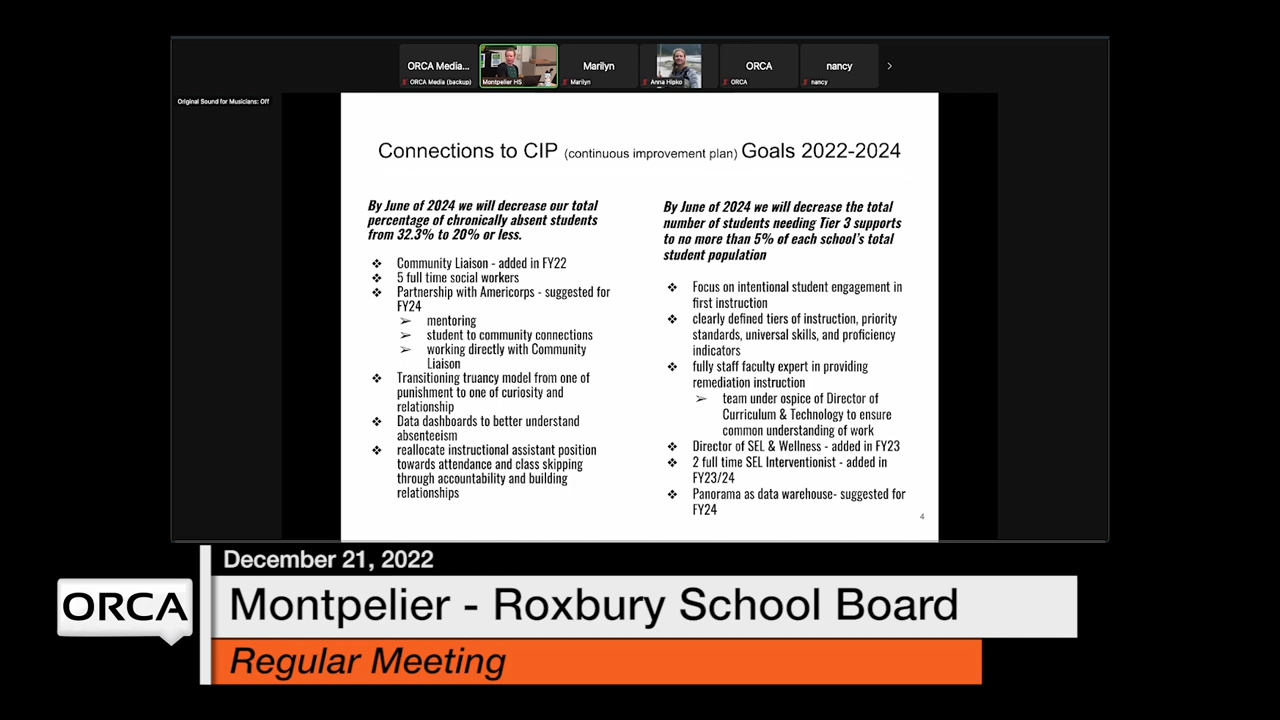 ORCA Media...
ORCA Media (backup)
Montpelier HS
Marilyn
Marilyn
Anna Hipko
ORCA
ORCA
nancy
nancy
Original Sound for Musicians: Off
Connections to CIP (continuous improvement plan) Goals 2022-2024
By June of 2024 we will decrease our total
percentage of chronically absent students
from 32.3% to 20% or less.
❖ Community Liaison - added in FY22
❖ 5 full time social workers
❖ Partnership with Americorps - suggested for
FY24
➢ mentoring
➢ student to community connections
➢ working directly with Community
Liaison
❖ Transitioning truancy model from one of
punishment to one of curiosity and
relationship
❖ Data dashboards to better understand
absenteeism
❖ reallocate instructional assistant position
towards attendance and class skipping
through accountability and building
relationships
By June of 2024 we will decrease the total
number of students needing Tier 3 supports
to no more than 5% of each school's total
student population
❖ Focus on intentional student engagement in
first instruction
❖ clearly defined tiers of instruction, priority
standards, universal skills, and proficiency
indicators
❖ fully staff faculty expert in providing
remediation instruction
➢ team under ospice of Director of
Curriculum & Technology to ensure
common understanding of work
❖ Director of SEL & Wellness - added in FY23
❖ 2 full time SEL Interventionist - added in
FY23/24
❖ Panorama as data warehouse- suggested for
FY24
4
December 21, 2022
ORCA
Montpelier - Roxbury School Board
Regular Meeting